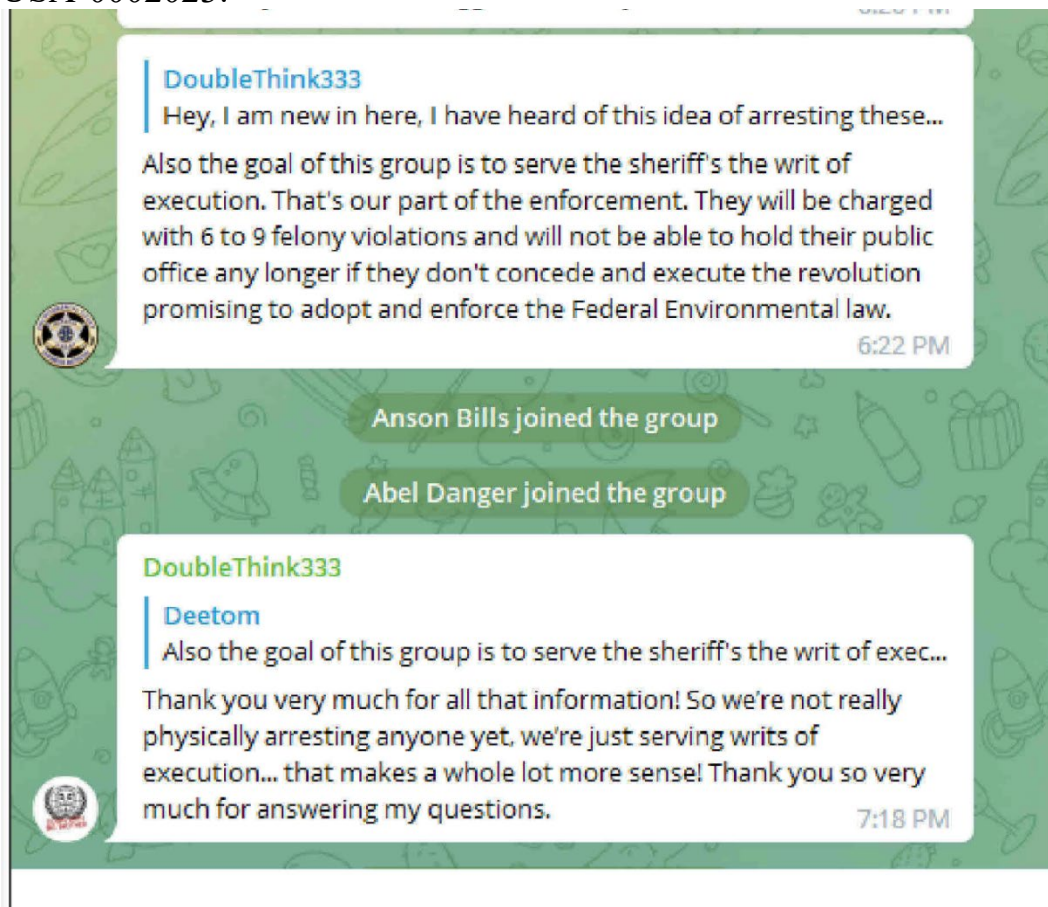 DoubleThink333
Hey, I am new in here, I have heard of this idea of arresting these...
Also the goal of this group is to serve the sheriff's the writ of
execution. That's our part of the enforcement. They will be charged
with 6 to 9 felony violations and will not be able to hold their public
office any longer if they don't concede and execute the revolution
promising to adopt and enforce the Federal Environmental law.
6:22 PM
Anson Bills joined the group
Abel Danger joined the group
DoubleThink333
Deetom
Also the goal of this group is to serve the sheriff's the writ of exec...
Thank you very much for all that information! So we're not really
physically arresting anyone yet, we're just serving writs of
execution... that makes a whole lot more sense! Thank you so very
much for answering my questions.
7:18 PM